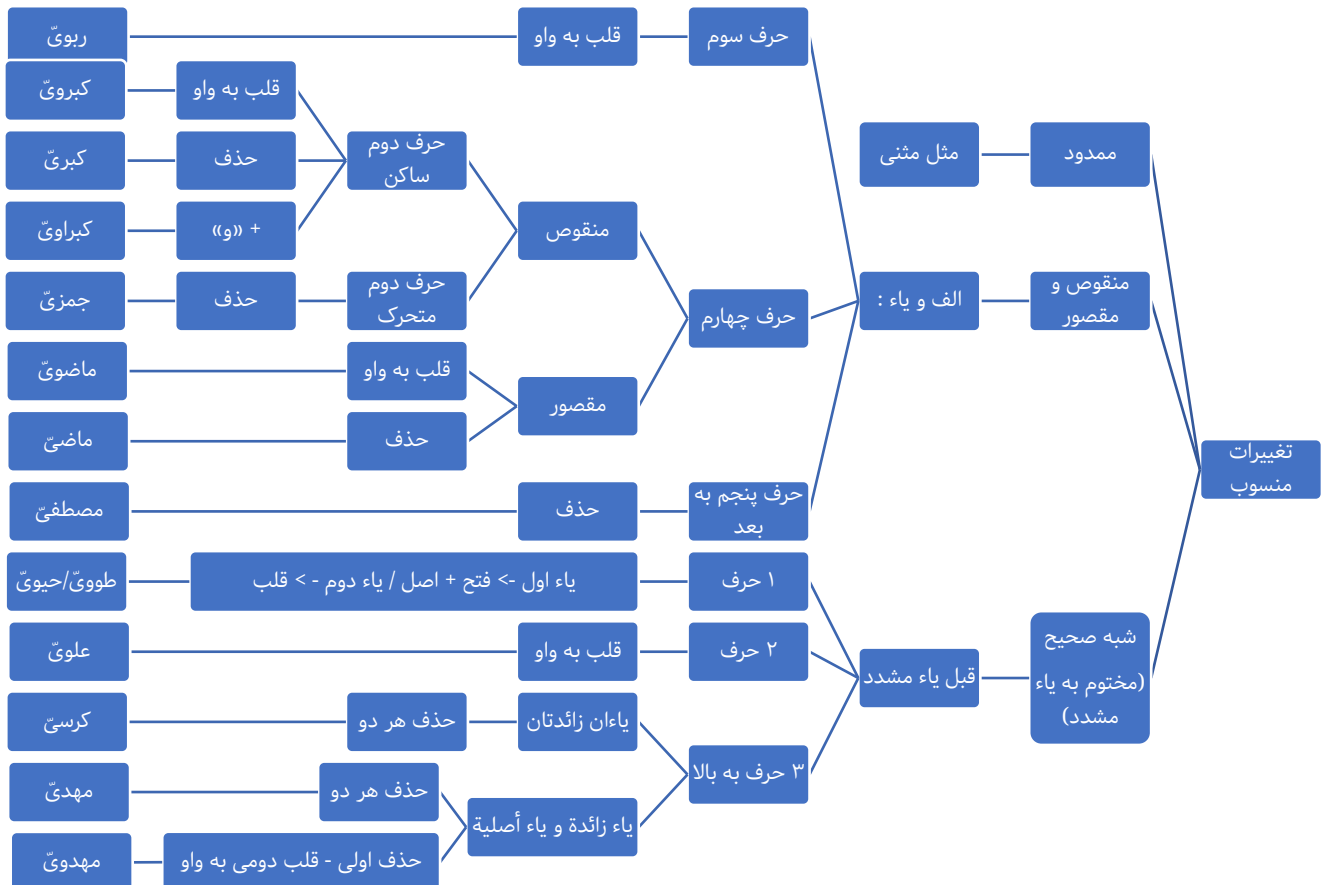 تغییرات
منسوب
ممدود
مثل مثنی
منقوص و
مقصور
الف و یاء :
حرف سوم
قلب به واو
ربویّ
حرف چهارم
منقوص
حرف دوم
ساکن
قلب به واو
کبرویّ
حذف
کبریّ
+ «و»
کبراویّ
حرف دوم
متحرک
حذف
جمزیّ
مقصور
قلب به واو
ماضویّ
حذف
ماضیّ
حرف پنجم به
بعد
حذف
مصطفیّ
شبه صحیح
(مختوم به یاء
مشدد)
قبل یاء مشدد
۱ حرف
یاء اول -> فتح + اصل / یاء دوم - > قلب
طوویّ/حیویّ
۲ حرف
قلب به واو
علویّ
۳ حرف به بالا
یاءان زائدتان
حذف هر دو
کرسیّ
یاء زائدة و یاء أصلیة
حذف هر دو
مهدیّ
حذف اولی - قلب دومی به واو
مهدویّ